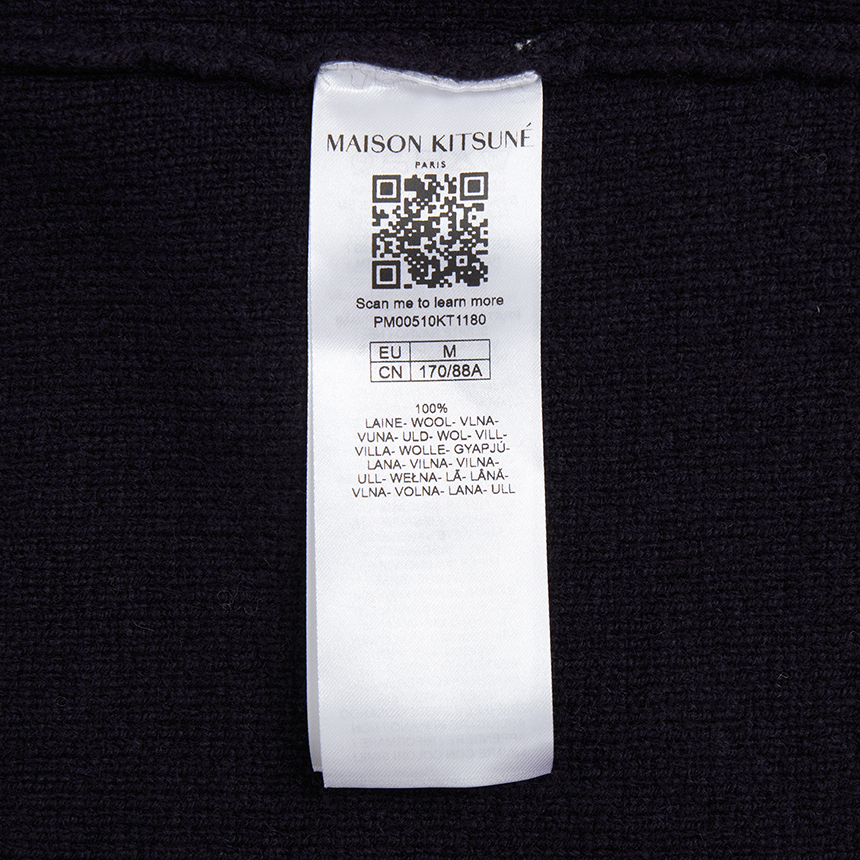 MAISON KITSUNÉ
PARIS
Scan me to learn more
PM00510KT1180
EU M
CN 170/88A
100%
LAINE- WOOL- VLNA-
VUNA- ULD- WOL- VILL-
VILLA- WOLLE- GYAPJÚ-
LANA- VILNA- VILNA-
ULL- WEŁNA- LÃ- LÂNĂ-
VLNA- VOLNA- LANA- ULL